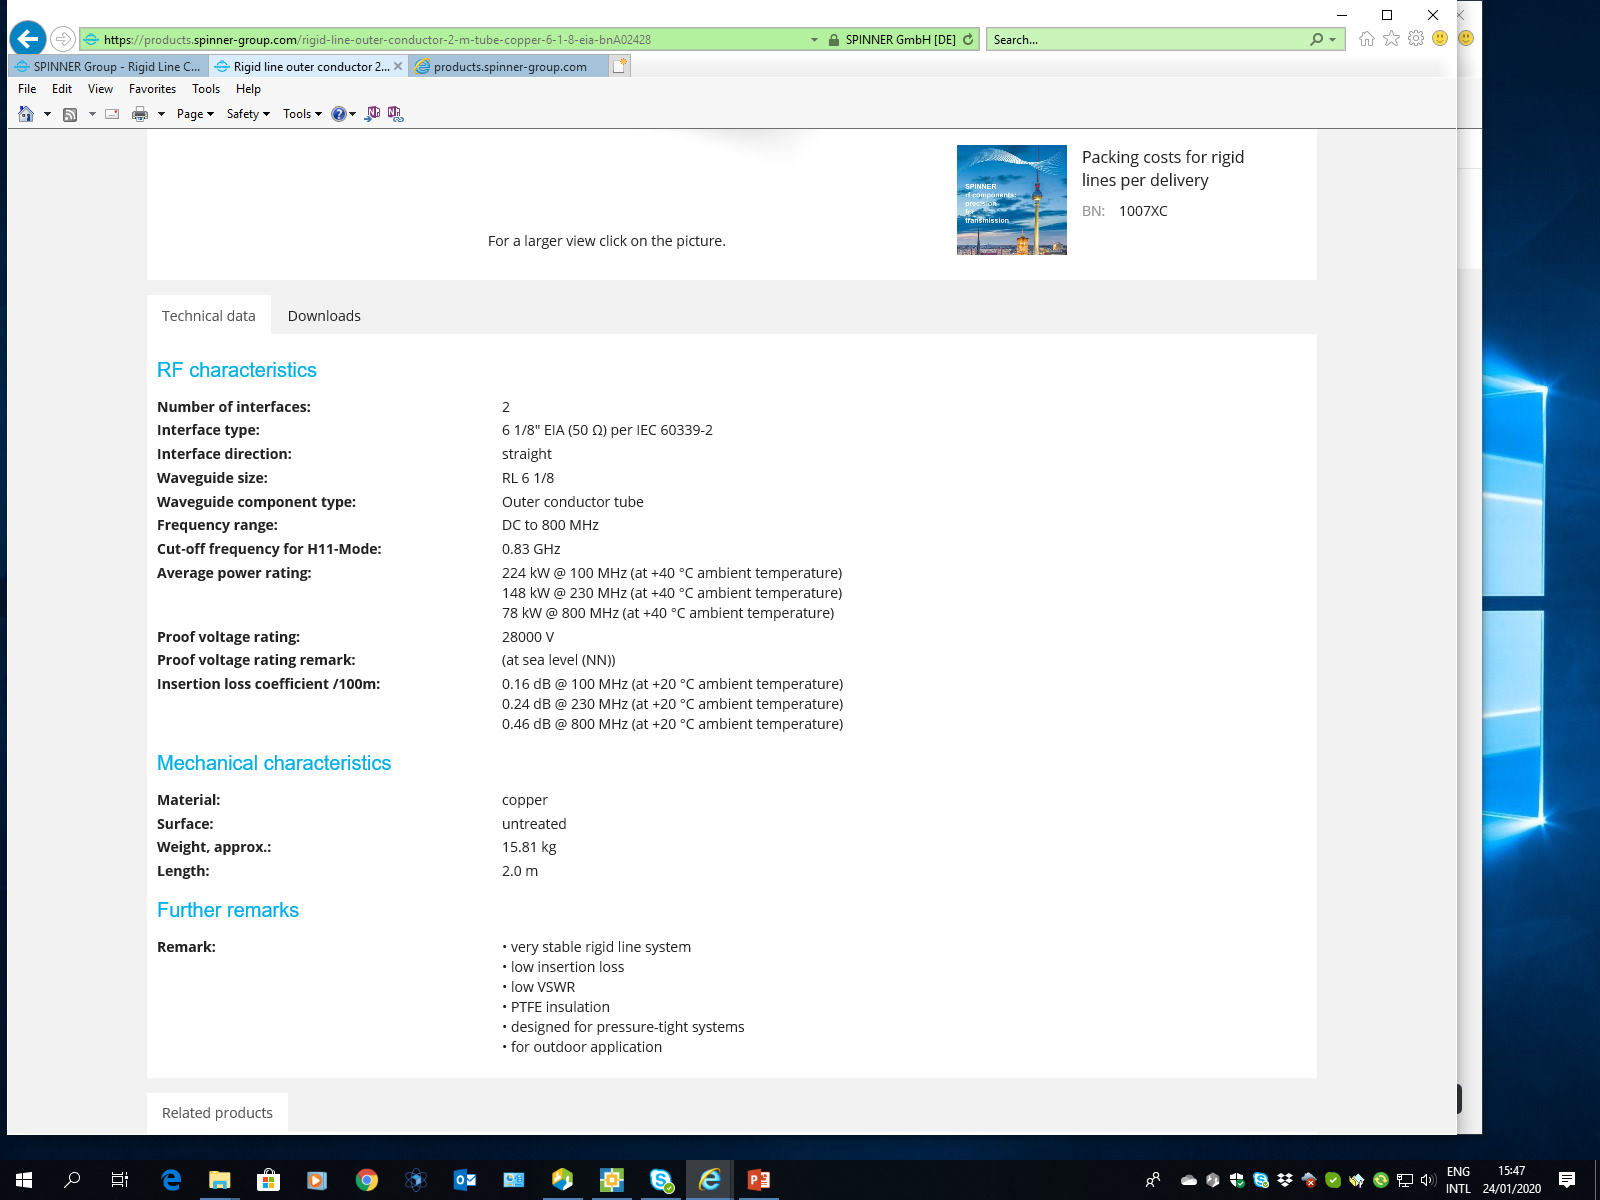 https://products.spinner-group.com/rigid-line-outer-conductor-2-m-tube-copper-6-1-8-eia-bnA02428
SPINNER GmbH [DE]
Search...
SPINNER Group - Rigid Line C...
Rigid line outer conductor 2...
products.spinner-group.com
File Edit View Favorites Tools Help
Page Safety Tools
SPINNER
rf components:
precision
for
transmission
Packing costs for rigid
lines per delivery
BN: 1007XC
For a larger view click on the picture.
Technical data Downloads
RF characteristics
Number of interfaces: 2
Interface type: 6 1/8" EIA (50 Ω) per IEC 60339-2
Interface direction: straight
Waveguide size: RL 6 1/8
Waveguide component type: Outer conductor tube
Frequency range: DC to 800 MHz
Cut-off frequency for H11-Mode: 0.83 GHz
Average power rating: 224 kW @ 100 MHz (at +40 °C ambient temperature)
148 kW @ 230 MHz (at +40 °C ambient temperature)
78 kW @ 800 MHz (at +40 °C ambient temperature)
Proof voltage rating: 28000 V
Proof voltage rating remark: (at sea level (NN))
Insertion loss coefficient /100m: 0.16 dB @ 100 MHz (at +20 °C ambient temperature)
0.24 dB @ 230 MHz (at +20 °C ambient temperature)
0.46 dB @ 800 MHz (at +20 °C ambient temperature)
Mechanical characteristics
Material: copper
Surface: untreated
Weight, approx.: 15.81 kg
Length: 2.0 m
Further remarks
Remark: • very stable rigid line system
• low insertion loss
• low VSWR
• PTFE insulation
• designed for pressure-tight systems
• for outdoor application
Related products
ENG
INTL
15:47
24/01/2020